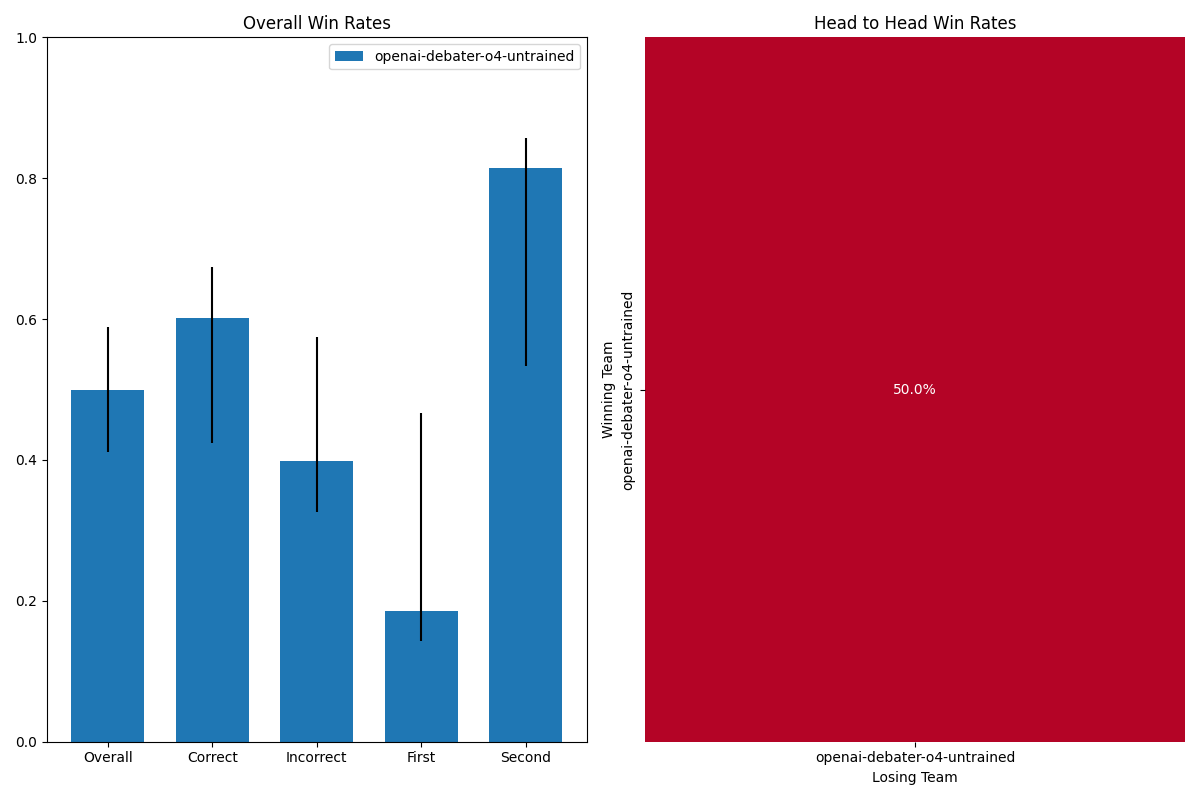 Overall Win Rates
openai-debater-o4-untrained
1.0
0.8
0.6
0.4
0.2
0.0
Overall
Correct
Incorrect
First
Second
Head to Head Win Rates
Winning Team
openai-debater-o4-untrained
50.0%
openai-debater-o4-untrained
Losing Team